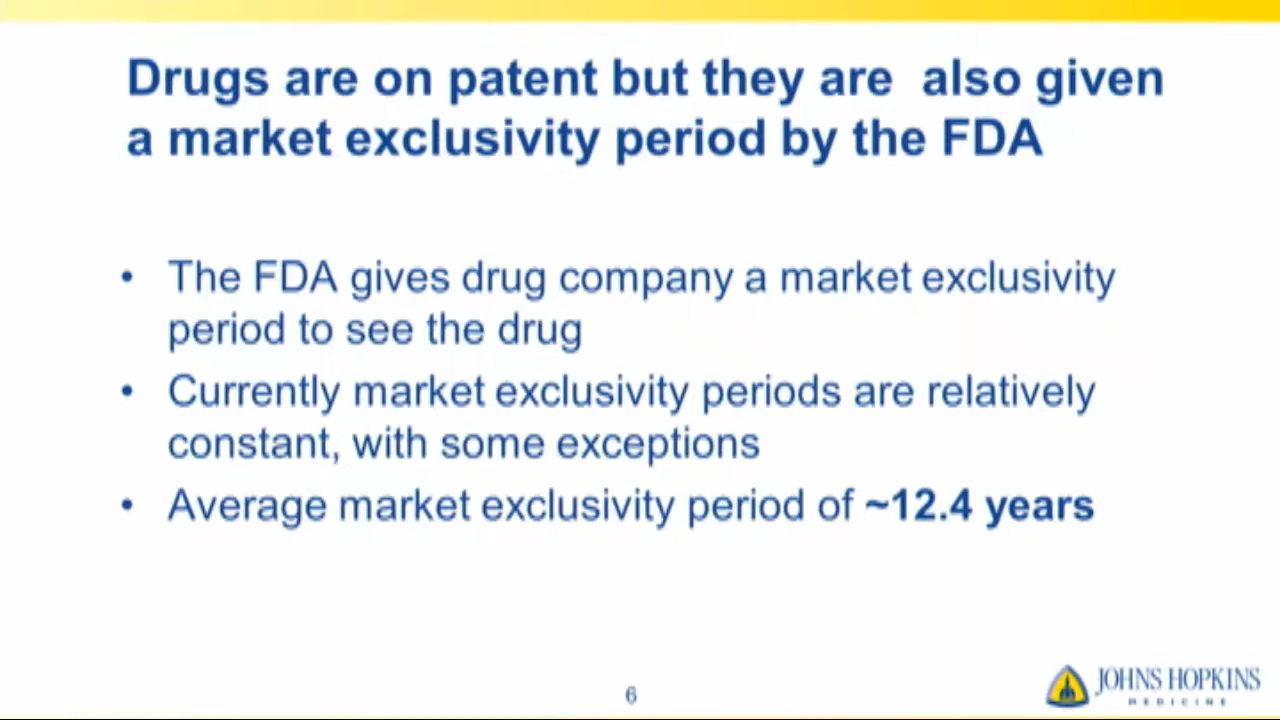 Drugs are on patent but they are also given
a market exclusivity period by the FDA
• The FDA gives drug company a market exclusivity
period to see the drug
• Currently market exclusivity periods are relatively
constant, with some exceptions
• Average market exclusivity period of ~12.4 years
6
JOHNS HOPKINS
MEDICINE